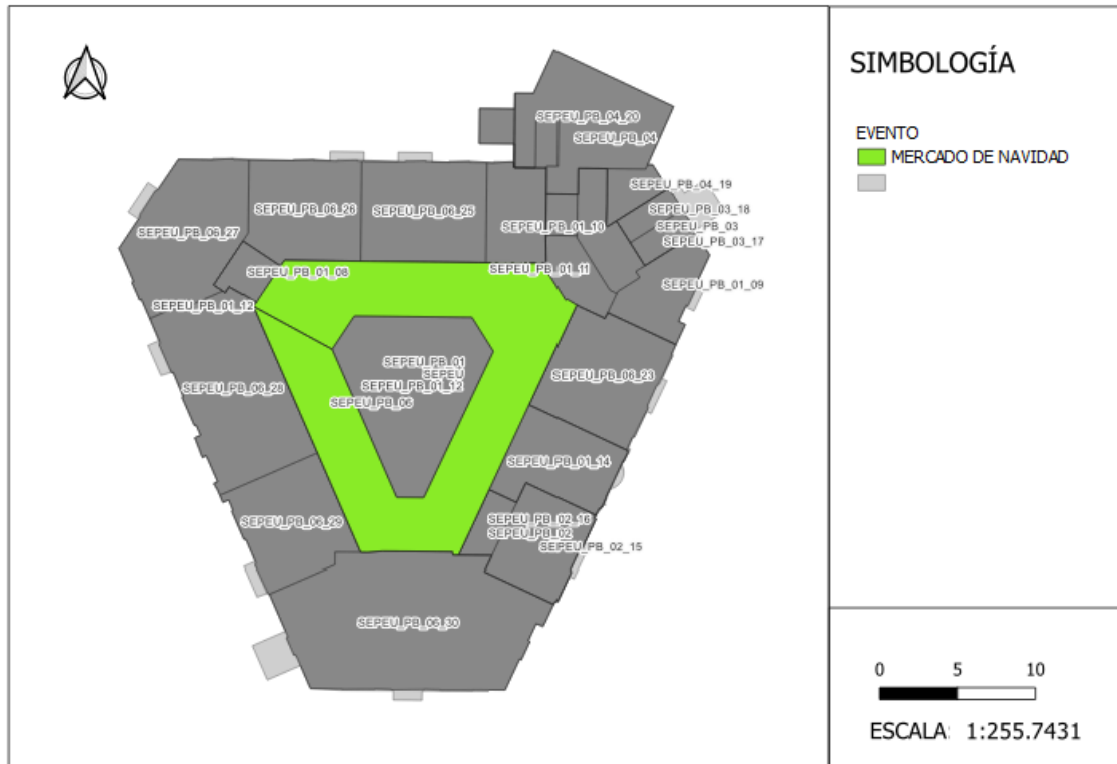 SIMBOLOGÍA
EVENTO
MERCADO DE NAVIDAD
SEPEU_PB_04_20
SEPEU_PB_04
SEPEU_PB_04_19
SEPEU_PB_06_26
SEPEU_PB_06_25
SEPEU_PB_03_18
SEPEU_PB_01_10
SEPEU_PB_03
SEPEU_PB_06_27
SEPEU_PB_03_17
SEPEU_PB_01_08
SEPEU_PB_01_11
SEPEU_PB_01_09
SEPEU_PB_01_12
SEPEU_PB_01
SEPEU
SEPEU_PB_01_12
SEPEU_PB_06_28
SEPEU_PB_06_23
SEPEU_PB_06
SEPEU_PB_01_14
SEPEU_PB_06_29
SEPEU_PB_02_16
SEPEU_PB_02
SEPEU_PB_02_15
SEPEU_PB_06_30
0 5 10
ESCALA: 1:255.7431